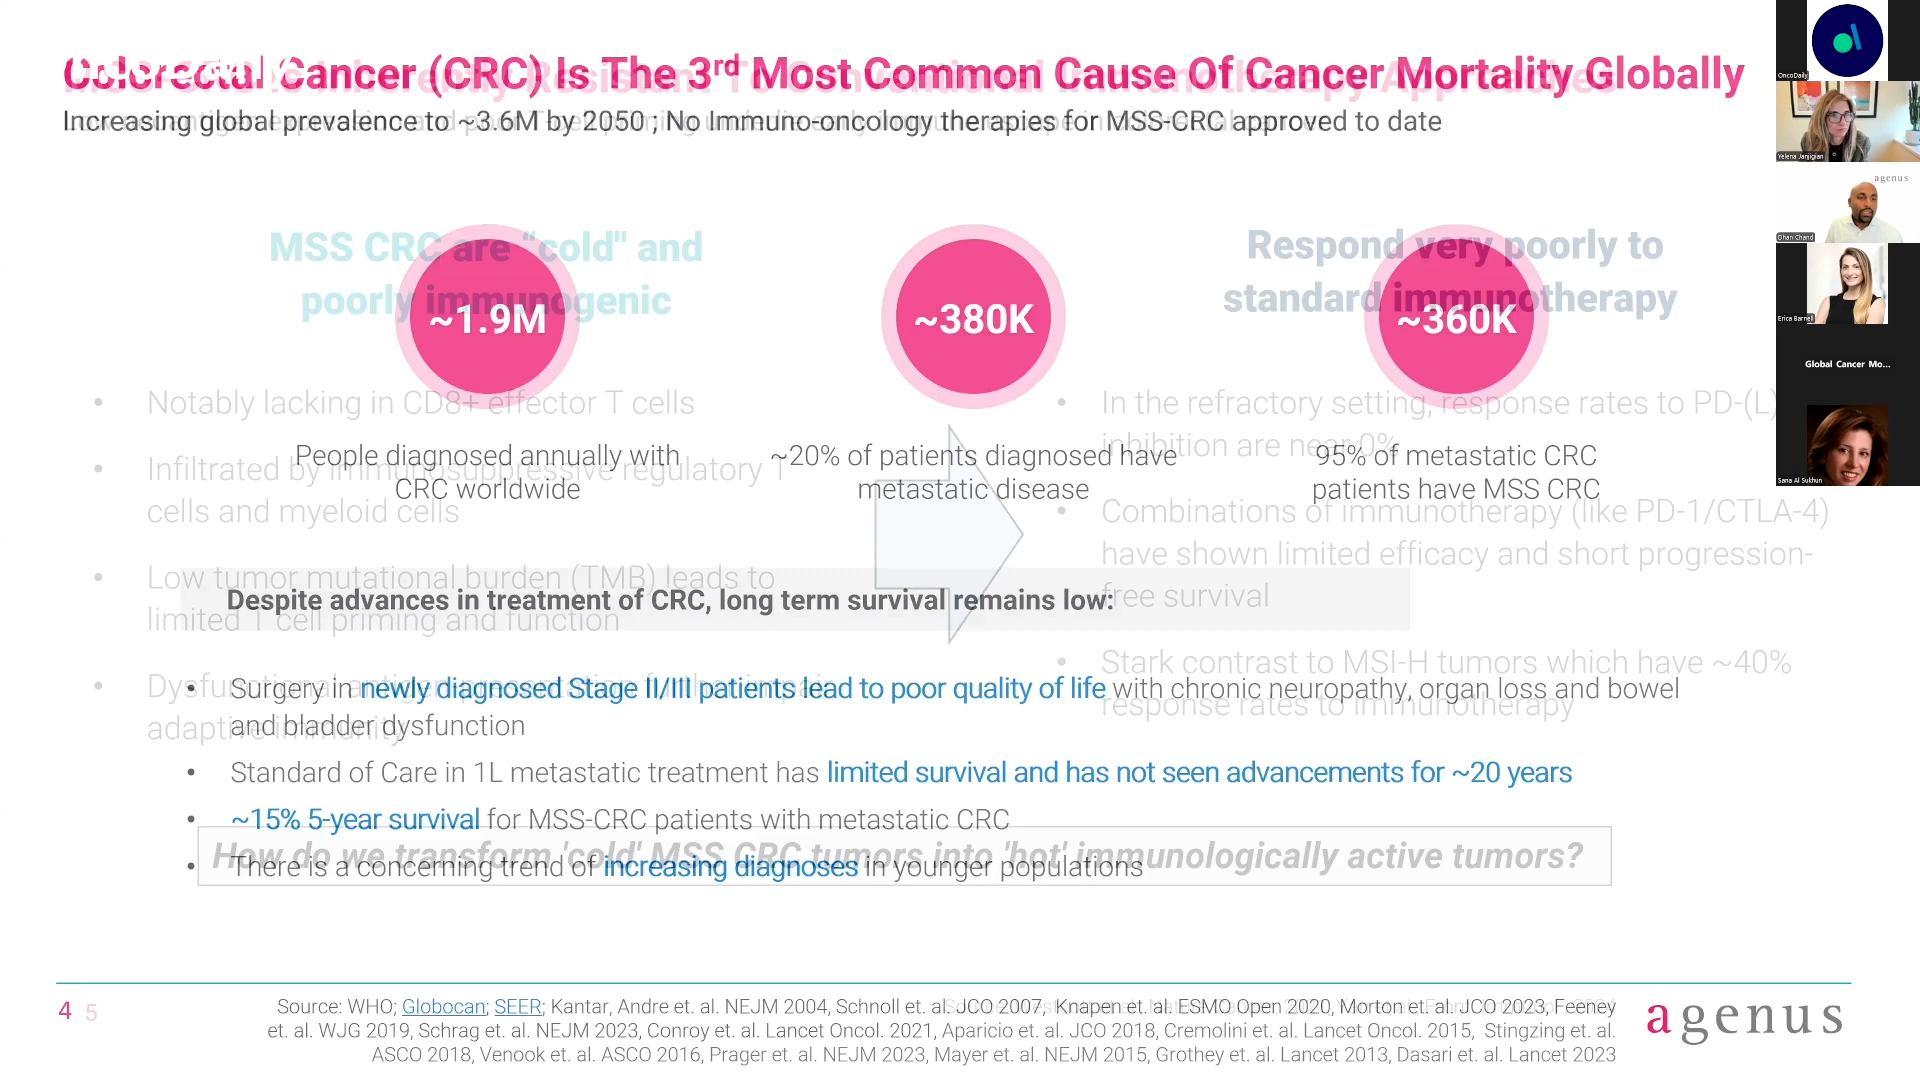 Colorectal Cancer (CRC) Is The 3rd Most Common Cause Of Cancer Mortality Globally
Increasing global prevalence to ~3.6M by 2050 ; No Immuno-oncology therapies for MSS-CRC approved to date
MSS CRC are "cold" and
poorly immunogenic
Respond very poorly to
standard immunotherapy
~1.9M
~380K
~360K
People diagnosed annually with
CRC worldwide
~20% of patients diagnosed have
metastatic disease
95% of metastatic CRC
patients have MSS CRC
• Notably lacking in CD8+ effector T cells
• Infiltrated by immunosuppressive regulatory T
cells and myeloid cells
• Low tumor mutational burden (TMB) leads to
limited T cell priming and function
adaptive immunity
• In the refractory setting, response rates to PD-(L)
inhibition are near 0%
• Combinations of immunotherapy (like PD-1/CTLA-4)
have shown limited efficacy and short progression-
free survival
• Stark contrast to MSI-H tumors which have ~40%
response rates to immunotherapy
Despite advances in treatment of CRC, long term survival remains low:
• Surgery in newly diagnosed Stage II/III patients lead to poor quality of life with chronic neuropathy, organ loss and bowel
and bladder dysfunction
• Standard of Care in 1L metastatic treatment has limited survival and has not seen advancements for ~20 years
• ~15% 5-year survival for MSS-CRC patients with metastatic CRC
• There is a concerning trend of increasing diagnoses in younger populations
How do we transform 'cold' MSS CRC tumors into 'hot' immunologically active tumors?
4 5
Source: WHO; Globocan; SEER; Kantar, Andre et. al. NEJM 2004, Schnoll et. al. JCO 2007, Knapen et. al. ESMO Open 2020, Morton et. al. JCO 2023, Feeney
et. al. WJG 2019, Schrag et. al. NEJM 2023, Conroy et. al. Lancet Oncol. 2021, Aparicio et. al. JCO 2018, Cremolini et. al. Lancet Oncol. 2015, Stingzing et. al.
ASCO 2018, Venook et. al. ASCO 2016, Prager et. al. NEJM 2023, Mayer et. al. NEJM 2015, Grothey et. al. Lancet 2013, Dasari et. al. Lancet 2023
agenus
OncoDaily
Yelena Janjigian
agenus
Dhan Chand
Erica Barnell
Global Cancer Mo...
Sana Al Sukhun